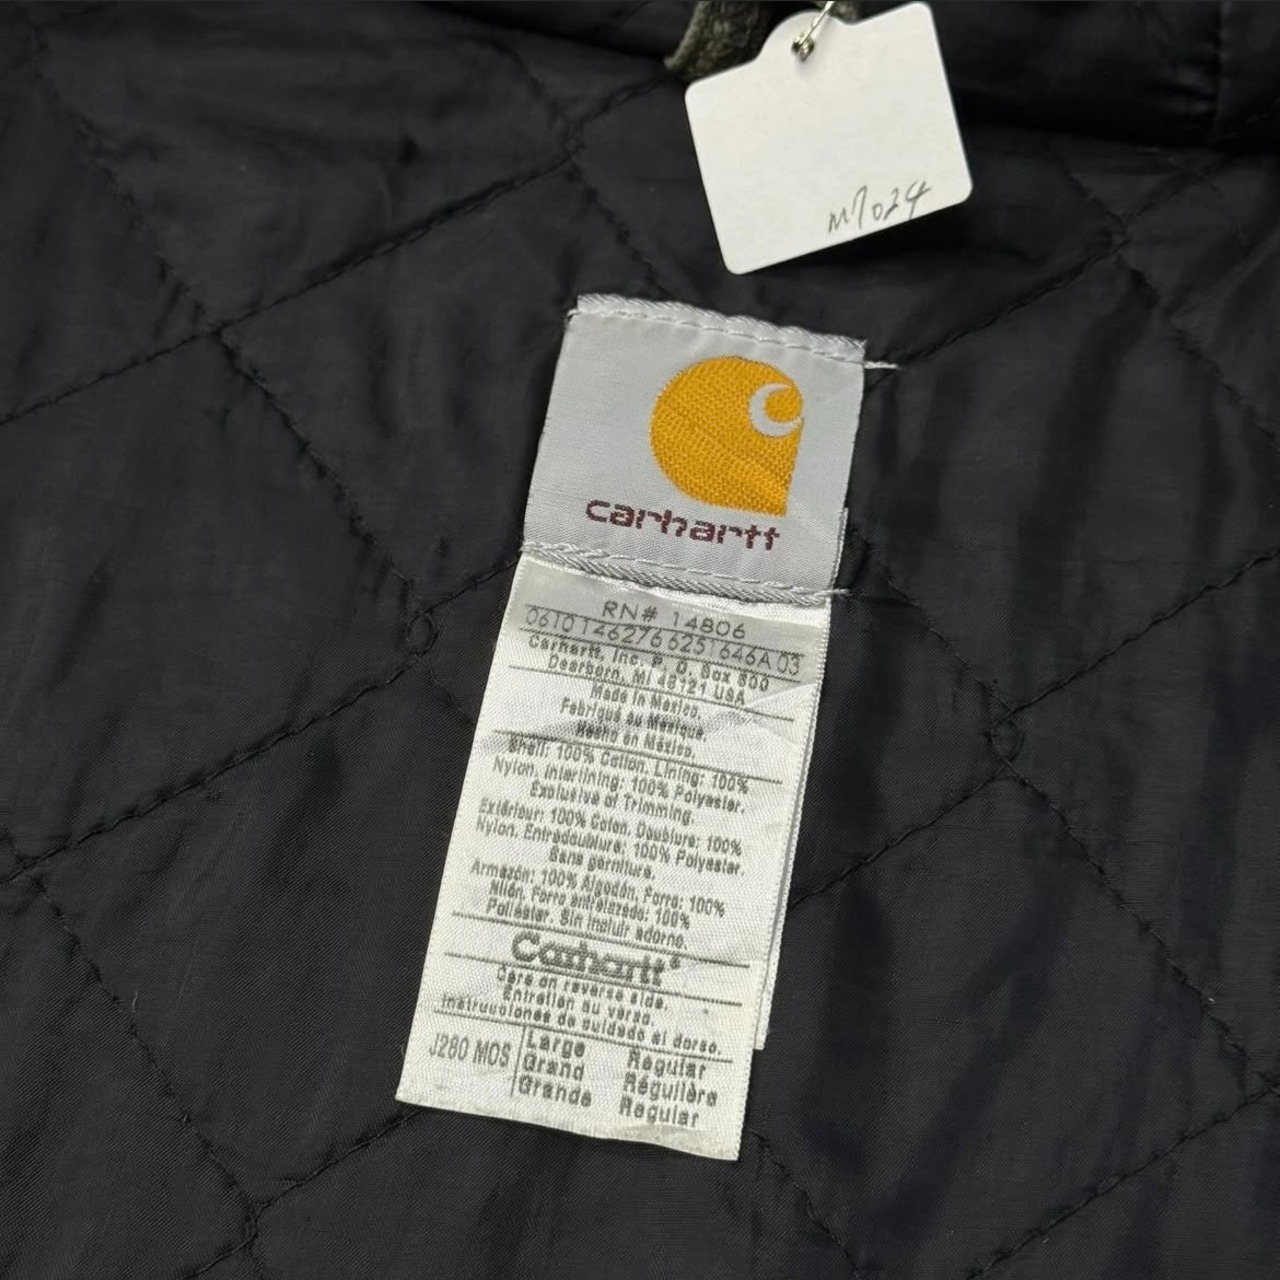 M7024
carhartt
RN# 14806
0610146276 6251646A 03
Carhartt, Inc. P. O. Box 600
Dearborn, MI 48121 USA
Made in Mexico.
Fabriqué au Mexique
Hecho en México.
Shell: 100% Cotton, Lining: 100%
Nylon, Interlining: 100% Polyester.
Exclusive of Trimming.
Extérieur: 100% Coton, Doublure: 100%
Nylon. Entredoublure: 100% Polyester.
Sans garniture.
Armazón: 100% Algodón, Forro: 100%
Nilón, Forro entrelazado: 100%
Poliéster. Sin incluir adorno.
Carhartt®
Care on reverse side.
Entretien au verso.
Instrucciones de cuidado al dorso.
J280 MOS Large Regular
Grand Régulière
Grande Regular